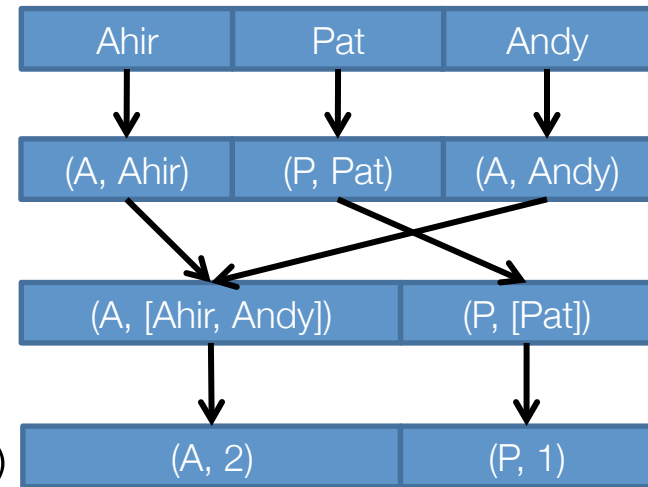 Ahir Pat Andy
(A, Ahir) (P, Pat) (A, Andy)
(A, [Ahir, Andy]) (P, [Pat])
) (A, 2) (P, 1)